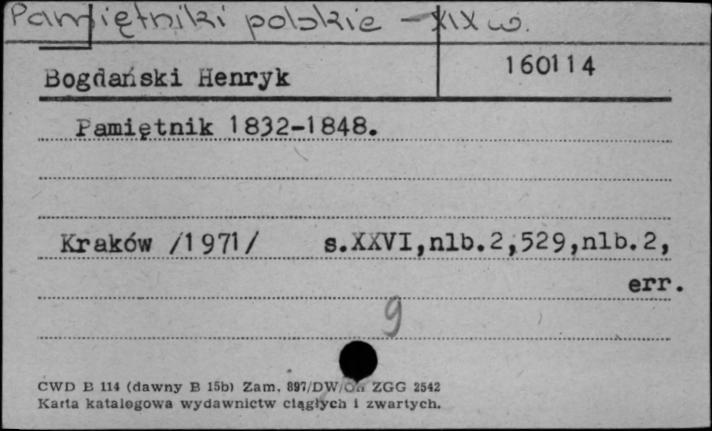 Pamiętniki polskie - XIX w.
Bogdański Henryk
160114
Pamiętnik 1832-1848.
Kraków /1971/ s.XXVI,nlb.2,529,nlb.2,
err.
9
CWD B 114 (dawny B 15b) Zam. 897/DW/ ZGG 2542
Karta katalogowa wydawnictw ciągłych i zwartych.